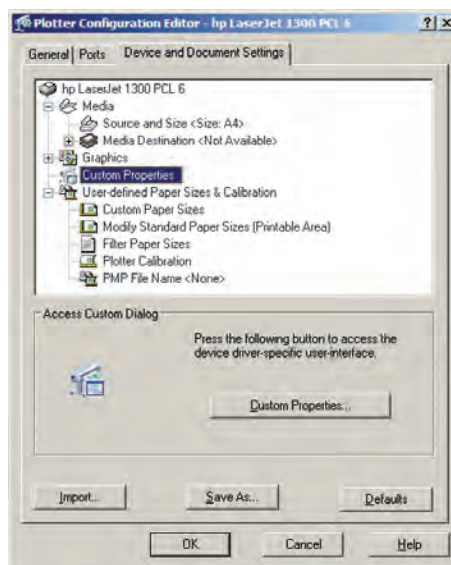 Plotter Configuration Editor - hp LaserJet 1300 PCL 6
General Ports Device and Document Settings
hp LaserJet 1300 PCL 6
Media
Source and Size <Size: A4>
Media Destination <Not Available>
Graphics
Custom Properties
User-defined Paper Sizes & Calibration
Custom Paper Sizes
Modify Standard Paper Sizes (Printable Area)
Filter Paper Sizes
Plotter Calibration
PMP File Name <None>
Access Custom Dialog
Press the following button to access the
device driver-specific user-interface.
Custom Properties...
Import... Save As... Defaults
OK Cancel Help